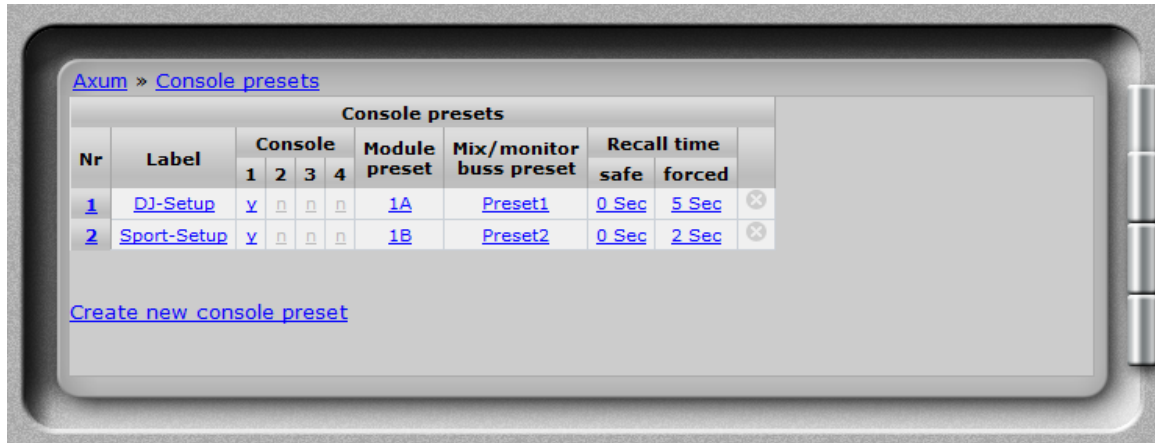 Axum » Console presets
Console presets
Nr Label Console Module preset Mix/monitor buss preset Recall time
1 2 3 4 safe forced
1 DJ-Setup y n n n 1A Preset1 0 Sec 5 Sec
2 Sport-Setup y n n n 1B Preset2 0 Sec 2 Sec
Create new console preset